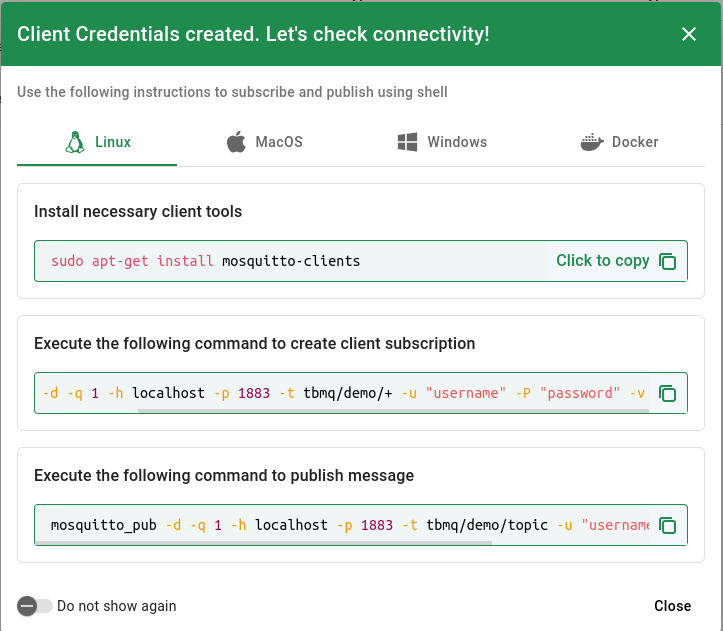 Client Credentials created. Let's check connectivity!
Use the following instructions to subscribe and publish using shell
Linux
MacOS
Windows
Docker
Install necessary client tools
sudo apt-get install mosquitto-clients
Click to copy
Execute the following command to create client subscription
-d -q 1 -h localhost -p 1883 -t tbmq/demo/+ -u "username" -P "password" -v
Execute the following command to publish message
mosquitto_pub -d -q 1 -h localhost -p 1883 -t tbmq/demo/topic -u "username
Do not show again
Close